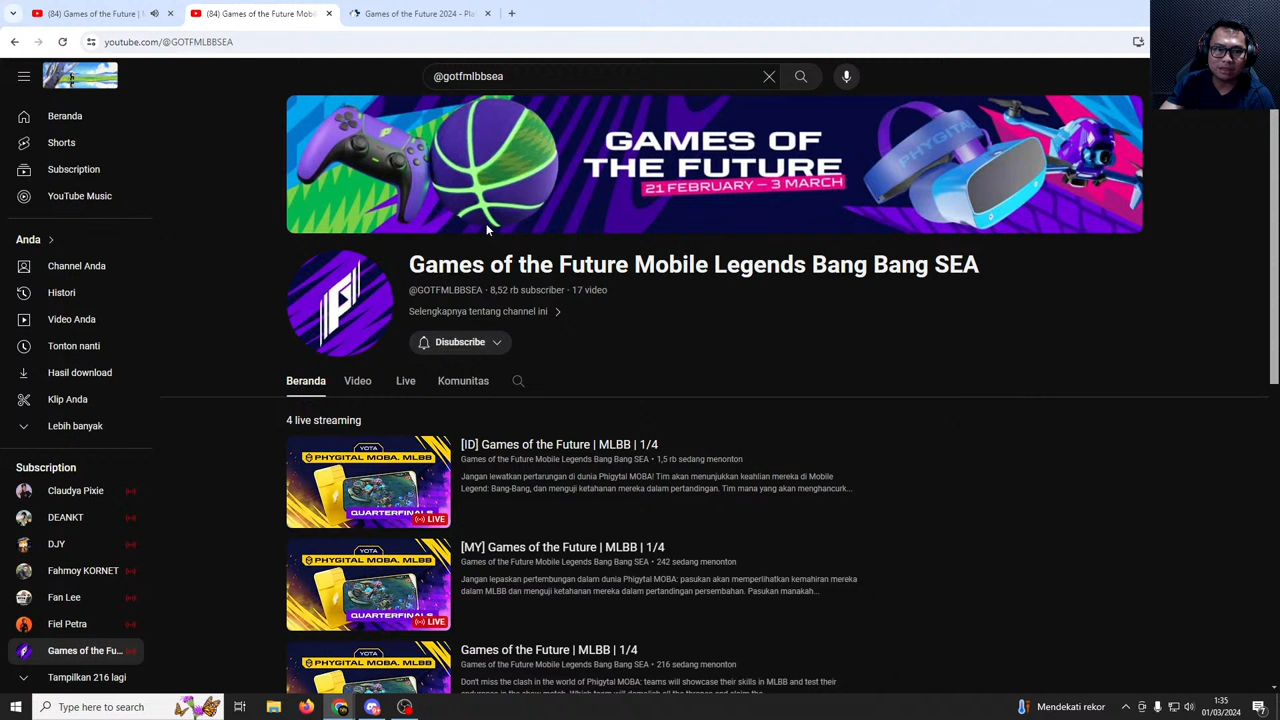 (84) Games of the Future |
(84) Games of the Future Mobi
Games of the Future 2024 - Pla
youtube.com/@GOTFMLBBSEA
@gotfmlbbsea
GAMES OF
THE FUTURE
21 FEBRUARY — 3 MARCH
Beranda
Shorts
Subscription
YouTube Music
Anda
Channel Anda
Histori
Video Anda
Tonton nanti
Hasil download
Klip Anda
Lebih banyak
Subscription
Claudya Pixie
DEANKT
DJY
Fahmoy KORNET
Fan Lee
Fiel Petra
Games of the Fu...
Tampilkan 216 lagi
Games of the Future Mobile Legends Bang Bang SEA
@GOTFMLBBSEA · 8,52 rb subscriber · 17 video
Selengkapnya tentang channel ini
Disubscribe
Beranda Video Live Komunitas
4 live streaming
YOTA
PHYGITAL MOBA. MLBB
QUARTERFINALS
LIVE
[ID] Games of the Future | MLBB | 1/4
Games of the Future Mobile Legends Bang Bang SEA • 1,5 rb sedang menonton
Jangan lewatkan pertarungan di dunia Phigytal MOBA! Tim akan menunjukkan keahlian mereka di Mobile
Legend: Bang-Bang, dan menguji ketahanan mereka dalam pertandingan. Tim mana yang akan menghancurk...
YOTA
PHYGITAL MOBA. MLBB
QUARTERFINALS
LIVE
[MY] Games of the Future | MLBB | 1/4
Games of the Future Mobile Legends Bang Bang SEA • 242 sedang menonton
Jangan lepaskan pertembungan dalam dunia Phigytal MOBA: pasukan akan memperlihatkan kemahiran mereka
dalam MLBB dan menguji ketahanan mereka dalam pertandingan persembahan. Pasukan manakah...
YOTA
PHYGITAL MOBA. MLBB
Games of the Future | MLBB | 1/4
Games of the Future Mobile Legends Bang Bang SEA • 216 sedang menonton
Don't miss the clash in the world of Phigytal MOBA: teams will showcase their skills in MLBB and test their
Type here to search
Mendekati rekor
1:35
01/03/2024